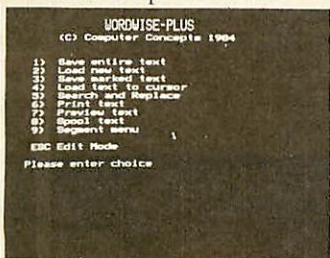 WORDWISE-PLUS
(C) Computer Concepts 1984
1) Save entire text
2) Load new text
3) Save marked text
4) Load text to cursor
5) Search and Replace
6) Print text
7) Preview text
8) Spool text
9) Segment menu
ESC Edit Mode
Please enter choice